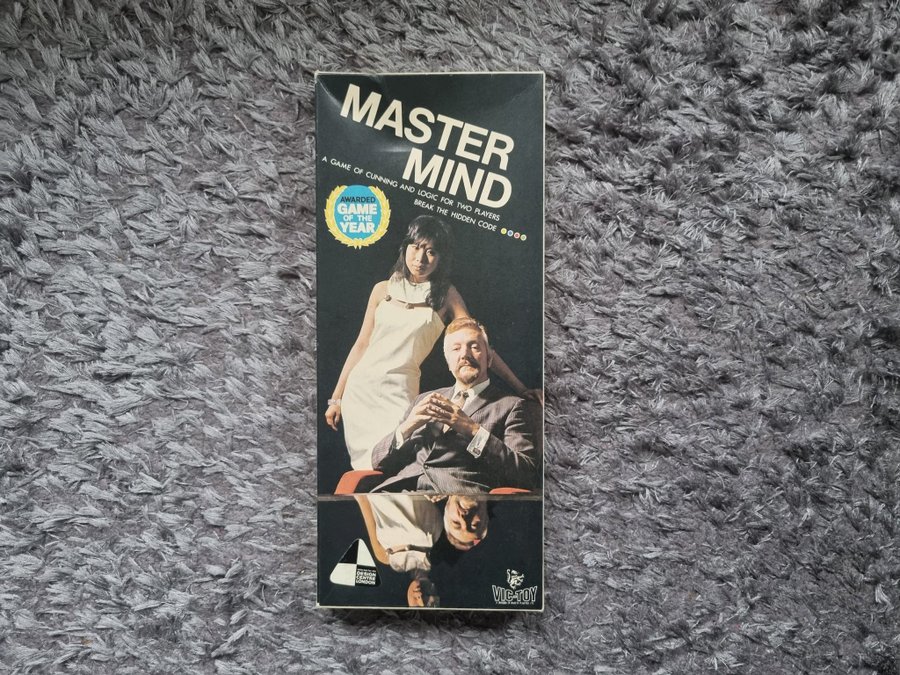 MASTER
MIND
A GAME OF CUNNING AND LOGIC FOR TWO PLAYERS
BREAK THE HIDDEN CODE
AWARDED
GAME
OF THE
YEAR
DESIGN
CENTRE
LONDON
VIC-TOY